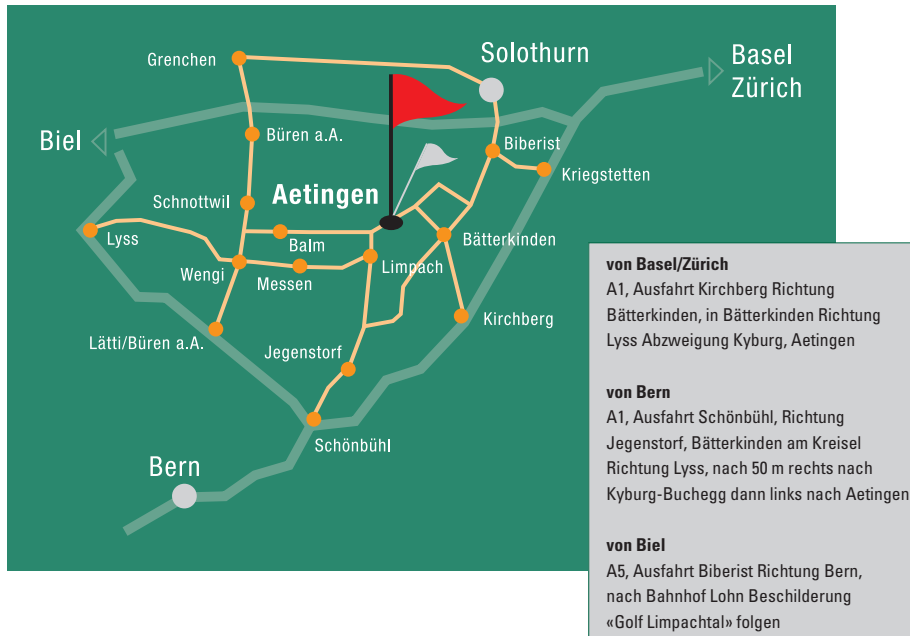 Grenchen
Solothurn
Basel
Zürich
Biel
Büren a.A.
Biberist
Kriegstetten
Aetingen
Schnottwil
Lyss
Balm
Bätterkinden
Wengi
Messen
Limpach
Lätti/Büren a.A.
Kirchberg
Jegenstorf
Schönbühl
Bern
von Basel/Zürich
A1, Ausfahrt Kirchberg Richtung
Bätterkinden, in Bätterkinden Richtung
Lyss Abzweigung Kyburg, Aetingen
von Bern
A1, Ausfahrt Schönbühl, Richtung
Jegenstorf, Bätterkinden am Kreisel
Richtung Lyss, nach 50 m rechts nach
Kyburg-Buchegg dann links nach Aetingen
von Biel
A5, Ausfahrt Biberist Richtung Bern,
nach Bahnhof Lohn Beschilderung
«Golf Limpachtal» folgen